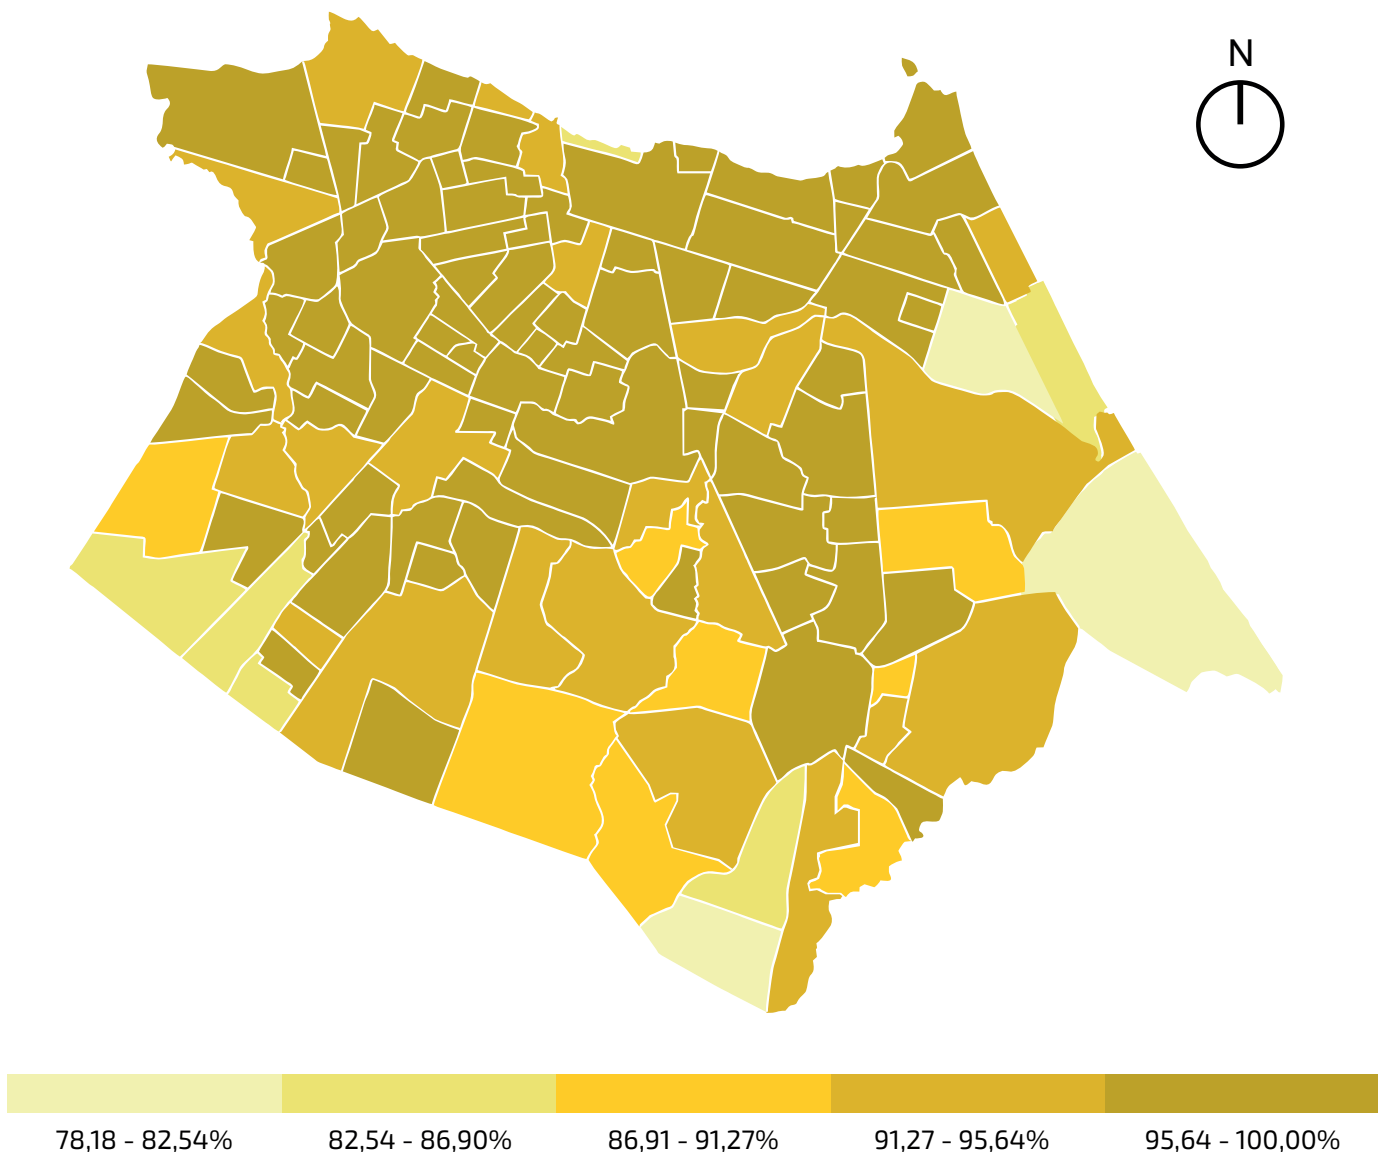 N
78,18 - 82,54%
82,54 - 86,90%
86,91 - 91,27%
91,27 - 95,64%
95,64 - 100,00%